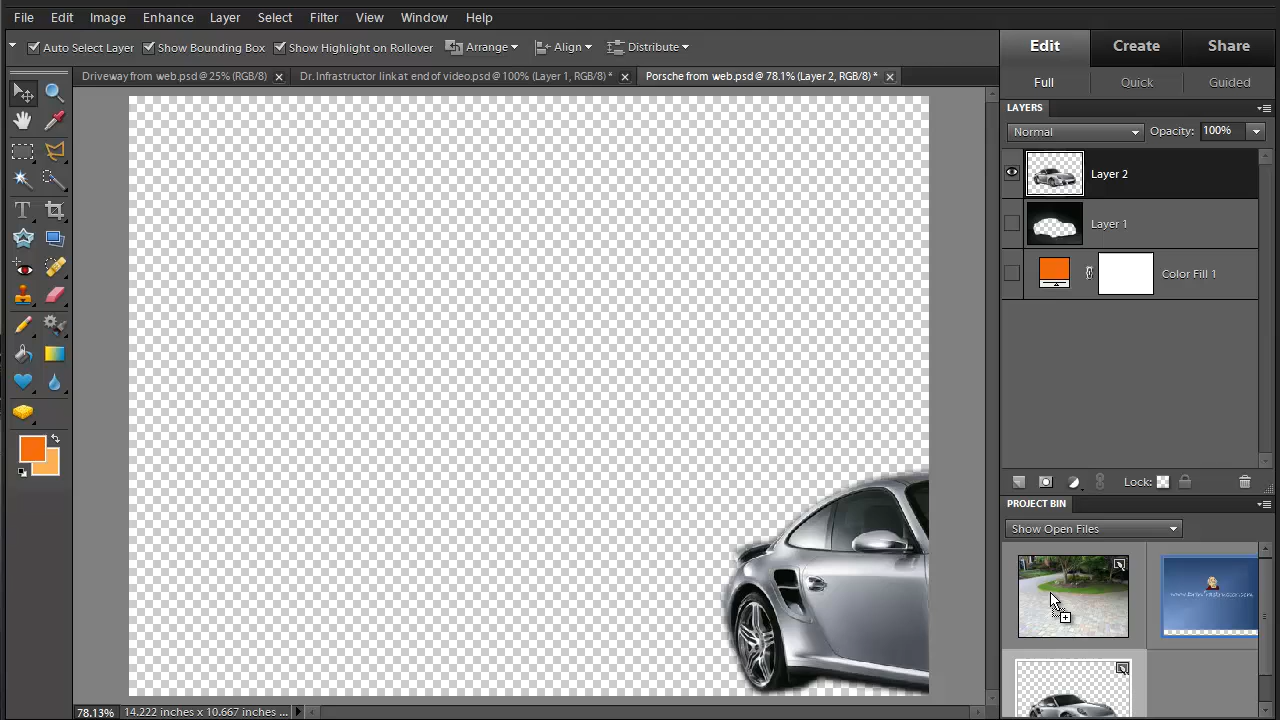 File Edit Image Enhance Layer Select Filter View Window Help
Auto Select Layer Show Bounding Box Show Highlight on Rollover Arrange Align Distribute
Edit Create Share
Full Quick Guided
Driveway from web.psd @ 25% (RGB/8) Dr. Infrastructor link at end of video.psd @ 100% (Layer 1, RGB/8) * Porsche from web.psd @ 78.1% (Layer 2, RGB/8) *
LAYERS
Normal Opacity: 100%
Layer 2
Layer 1
Color Fill 1
Lock:
PROJECT BIN
Show Open Files
T
78.13% 14.222 inches x 10.667 inches ...